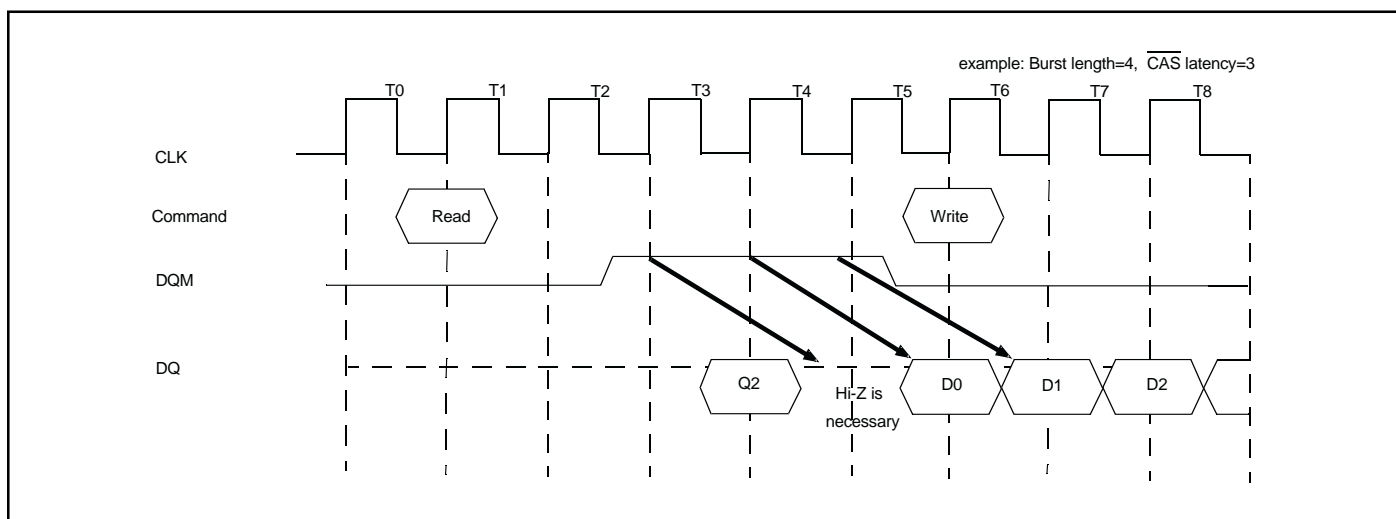 example: Burst length=4, CAS latency=3
T0 T1 T2 T3 T4 T5 T6 T7 T8
CLK
Command Read Write
DQM
DQ Q2 D0 D1 D2
Hi-Z is
necessary